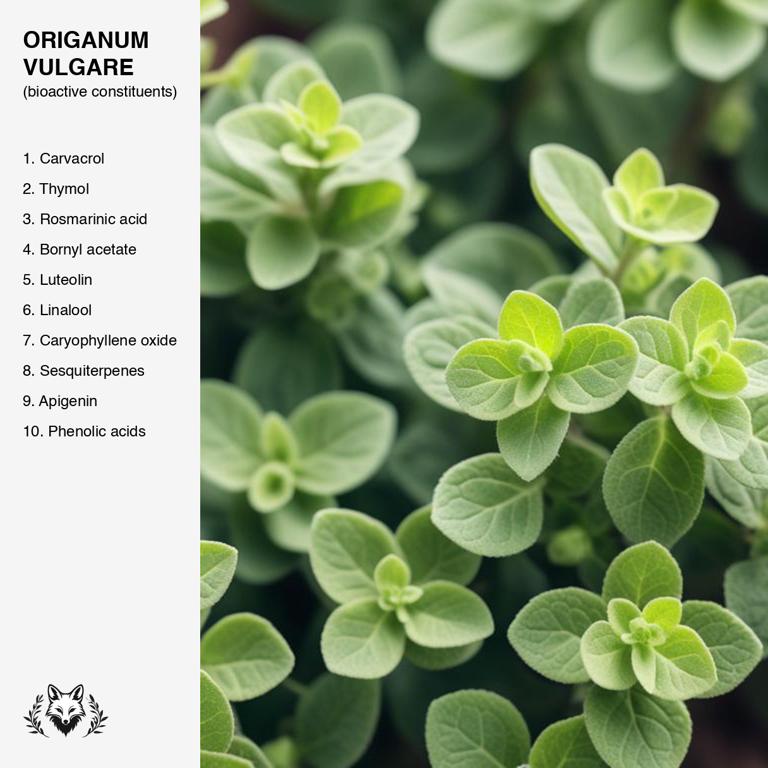 ORIGANUM
VULGARE
(bioactive constituents)
1. Carvacrol
2. Thymol
3. Rosmarinic acid
4. Bornyl acetate
5. Luteolin
6. Linalool
7. Caryophyllene oxide
8. Sesquiterpenes
9. Apigenin
10. Phenolic acids